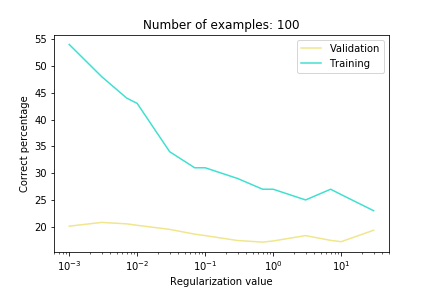 Number of examples: 100
Validation
Training
55
50
45
40
35
30
25
20
Correct percentage
10⁻³ 10⁻² 10⁻¹ 10⁰ 10¹
Regularization value